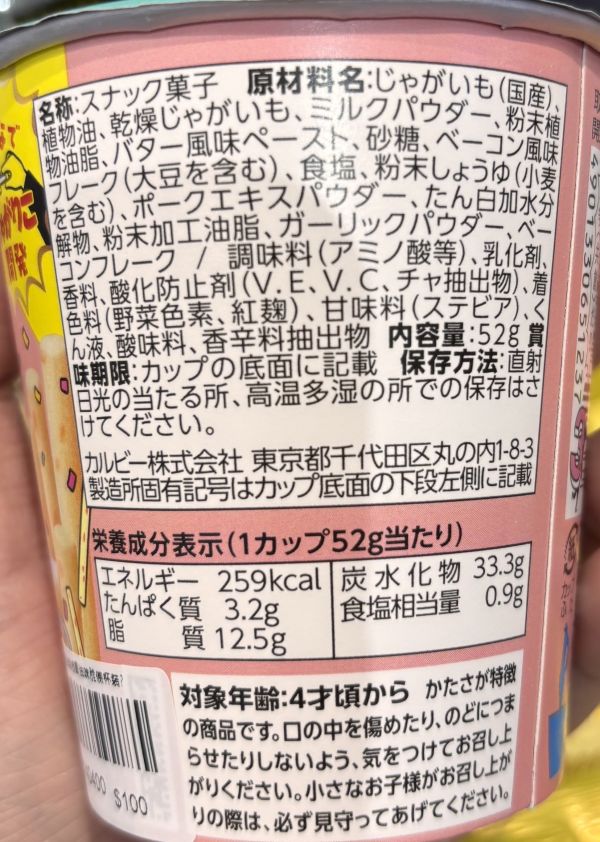 名称:スナック菓子 原材料名:じゃがいも(国産)、
植物油、乾燥じゃがいも、ミルクパウダー、粉末植
物油脂、バター風味ペースト、砂糖、ベーコン風味
フレーク(大豆を含む)、食塩、粉末しょうゆ(小麦
を含む)、ポークエキスパウダー、たん白加水分
解物、粉末加工油脂、ガーリックパウダー、ベー
コンフレーク / 調味料(アミノ酸等)、乳化剤、
香料、酸化防止剤(V.E、V.C、チャ抽出物)、着
色料(野菜色素、紅麹)、甘味料(ステビア)、く
ん液、酸味料、香辛料抽出物 内容量:52g 賞
味期限:カップの底面に記載 保存方法:直射
日光の当たる所、高温多湿の所での保存はさ
けてください。
カルビー株式会社 東京都千代田区丸の内1-8-3
製造所固有記号はカップ底面の下段左側に記載
栄養成分表示(1カップ52g当たり)
エネルギー 259kcal 炭水化物 33.3g
たんぱく質 3.2g 食塩相当量 0.9g
脂質 12.5g
対象年齢:4才頃から かたさが特徴
の商品です。口の中を傷めたり、のどにつま
らせたりしないよう、気をつけてお召し上
がりください。小さなお子様がお召し上が
りの際は、必ず見守ってあげてください。
開発
$100